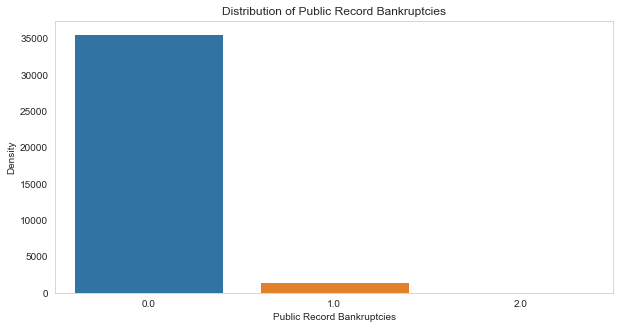 Distribution of Public Record Bankruptcies
35000
30000
25000
20000
15000
10000
5000
0
Density
0.0 1.0 2.0
Public Record Bankruptcies